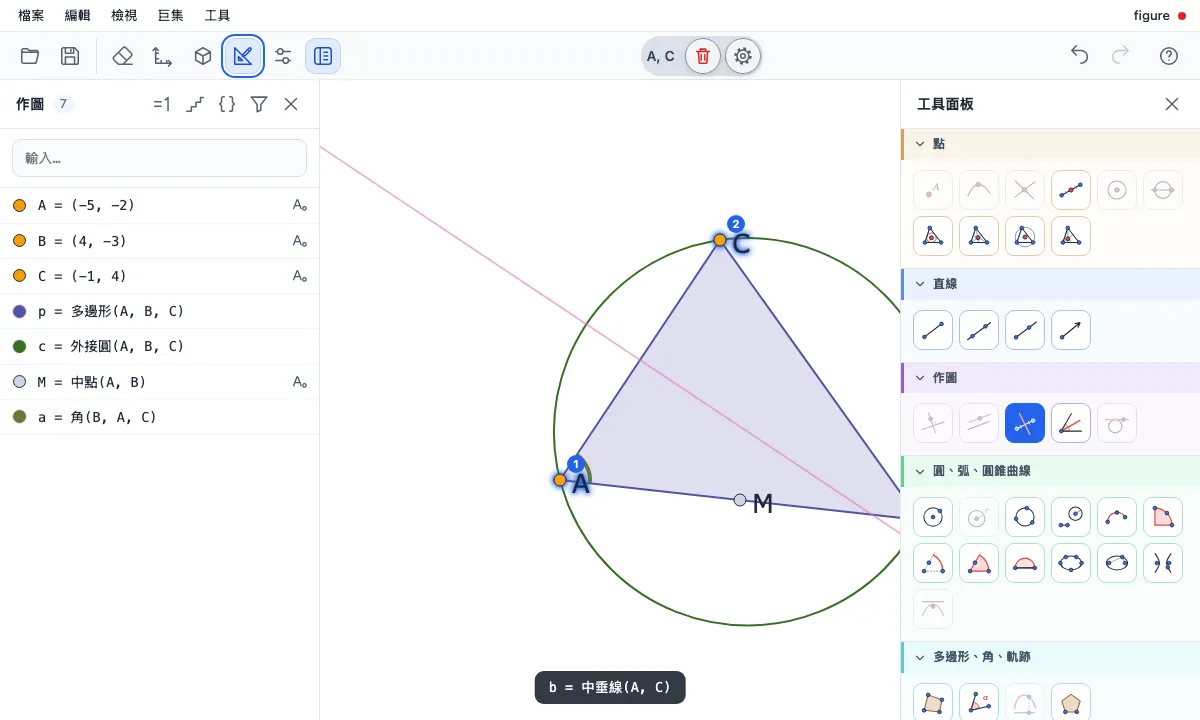 檔案 編輯 檢視 巨集 工具 figure
A, C
作圖 7 =1 {}
工具面板
輸入…
點
A = (-5, -2)
B = (4, -3)
C = (-1, 4)
p = 多邊形(A, B, C)
c = 外接圓(A, B, C)
M = 中點(A, B)
a = 角(B, A, C)
2
C
1
A
M
b = 中垂線(A, C)
直線
作圖
圓、弧、圓錐曲線
多邊形、角、軌跡